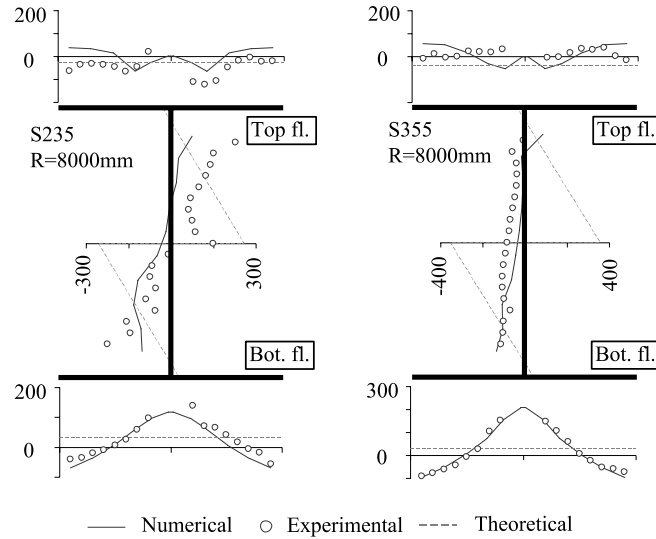 200
0
S235
R=8000mm
Top fl.
-300
300
Bot. fl.
200
0
200
0
S355
R=8000mm
Top fl.
-400
400
Bot. fl.
300
0
Numerical
Experimental
Theoretical